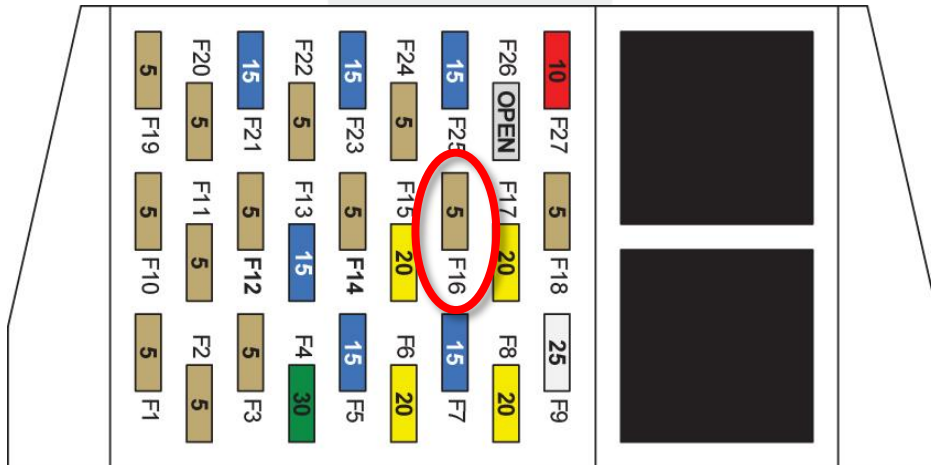 5 F19
F20 5
15 F21
F22 5
15 F23
F24 5
15 F25
F26 OPEN
10 F27
5 F10
F11 5
5 F12
F13 15
5 F14
F15 20
5 F16
F17 20
5 F18
5 F1
F2 5
5 F3
F4 30
15 F5
F6 20
15 F7
F8 20
25 F9